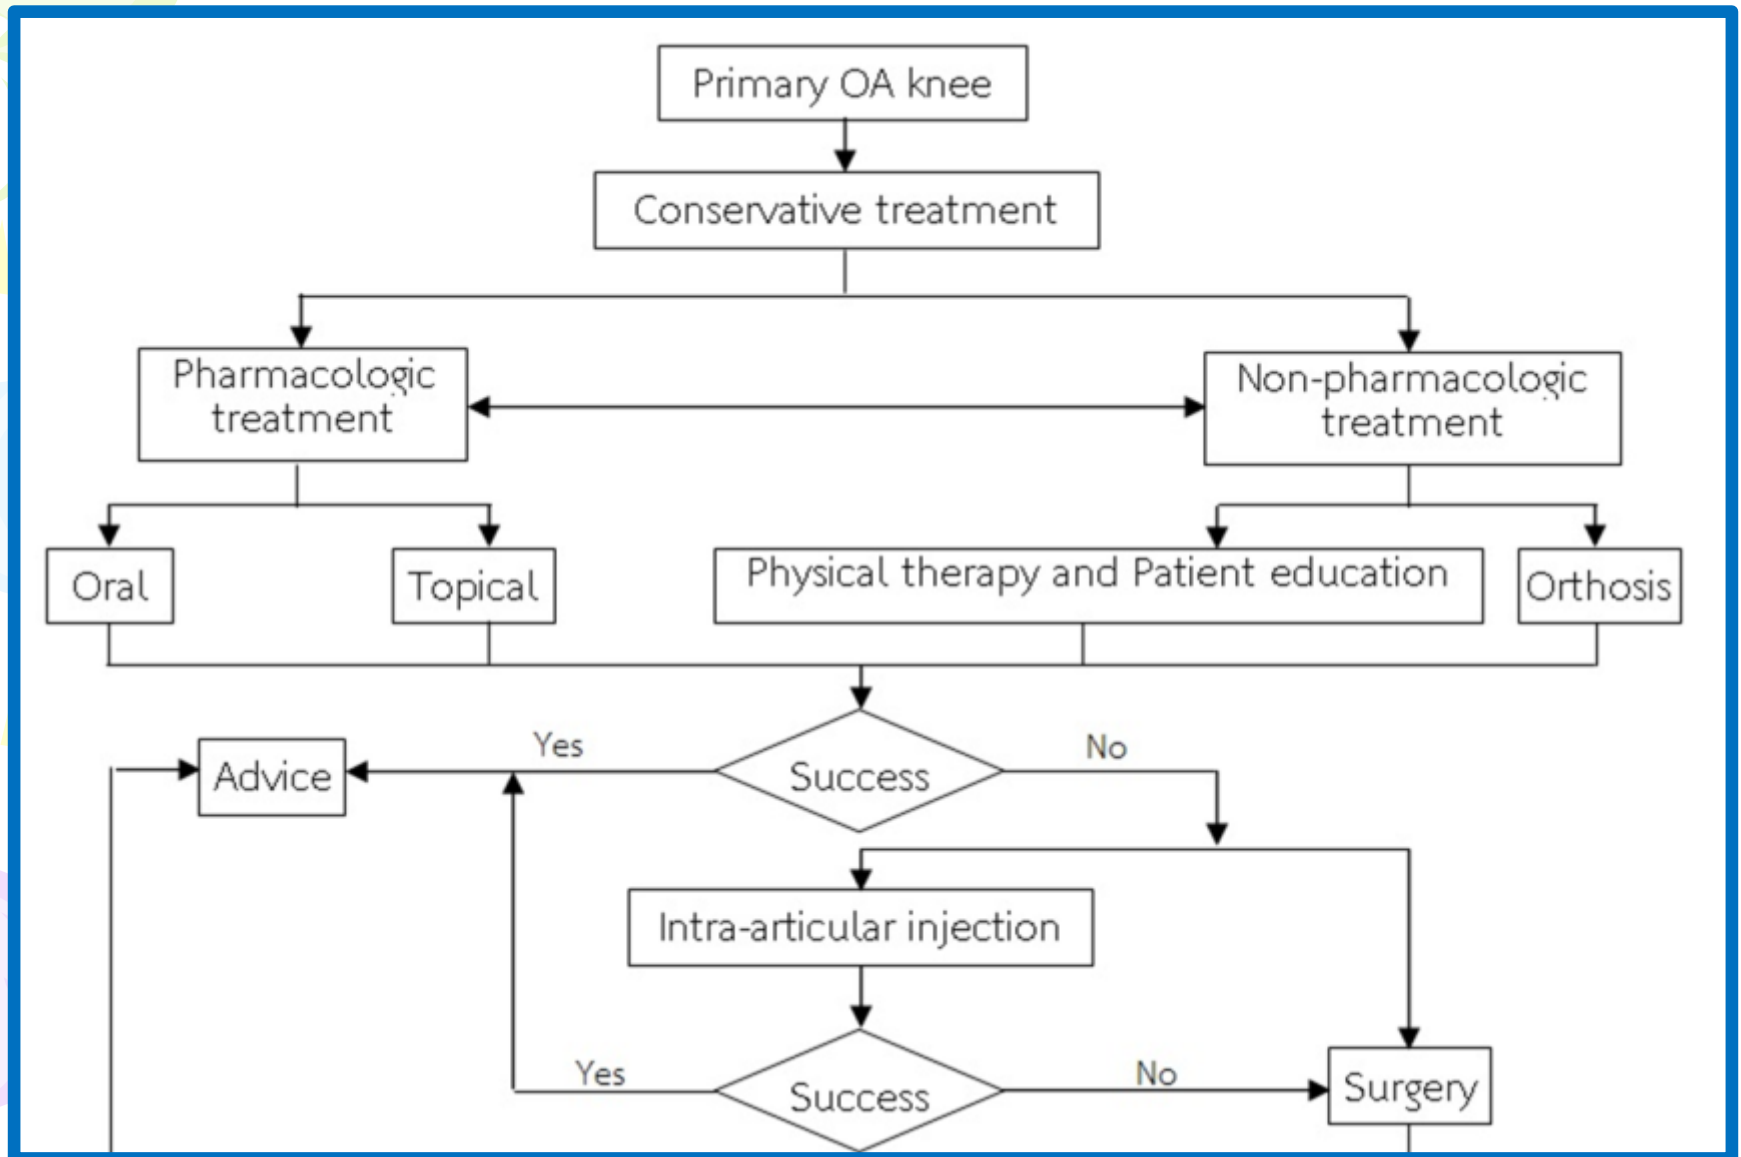 Primary OA knee
Conservative treatment
Pharmacologic
treatment
Non-pharmacologic
treatment
Oral
Topical
Physical therapy and Patient education
Orthosis
Yes
No
Advice
Success
Intra-articular injection
Yes
No
Success
Surgery